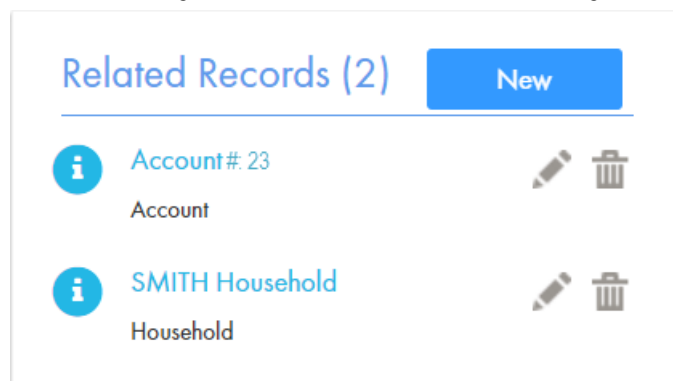 Related Records (2)
New
Account #: 23
Account
SMITH Household
Household